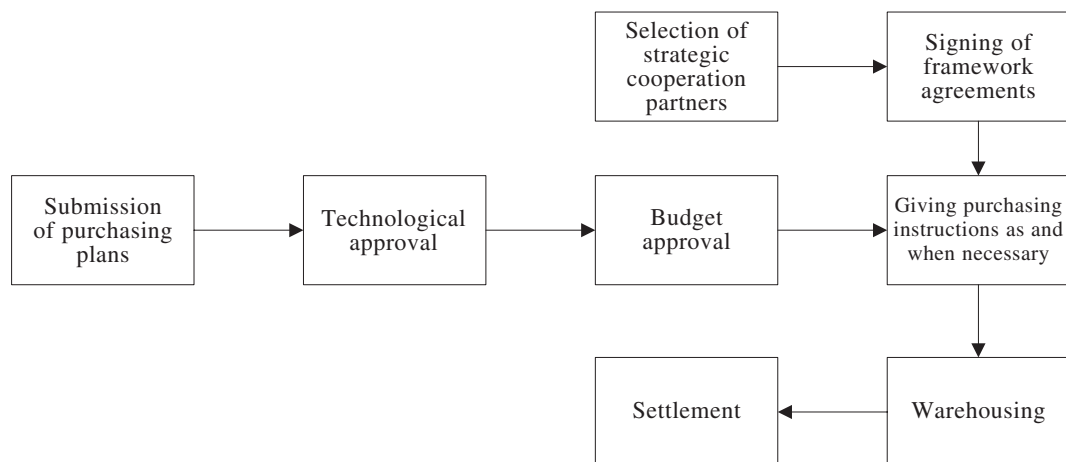 Selection of
strategic
cooperation
partners
Signing of
framework
agreements
Submission
of purchasing
plans
Technological
approval
Budget
approval
Giving purchasing
instructions as and
when necessary
Settlement
Warehousing